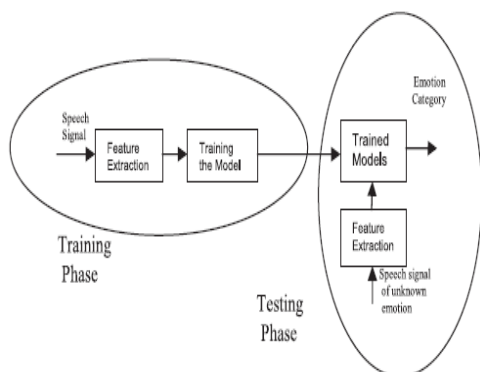 Speech
Signal
Feature
Extraction
Training
the Model
Training
Phase
Emotion
Category
Trained
Models
Feature
Extraction
Speech signal
of unknown
emotion
Testing
Phase